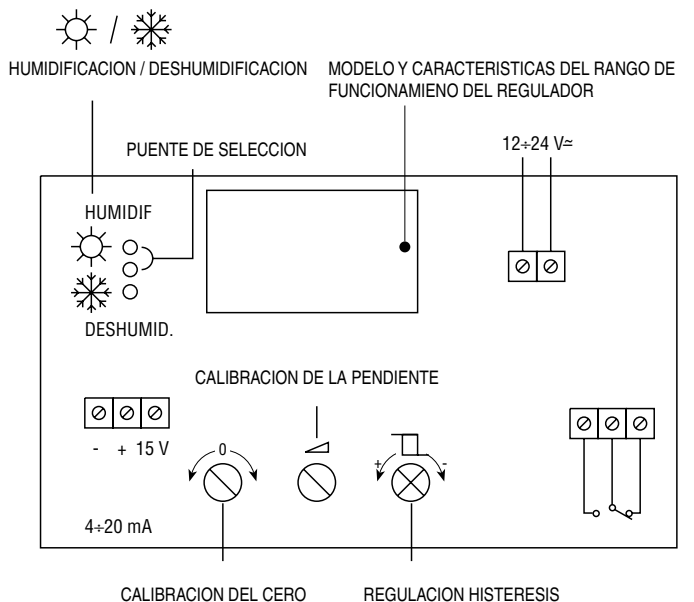 /
HUMIDIFICACION / DESHUMIDIFICACION
MODELO Y CARACTERISTICAS DEL RANGO DE
FUNCIONAMIENO DEL REGULADOR
PUENTE DE SELECCION
12÷24 V≃
HUMIDIF
DESHUMID.
CALIBRACION DE LA PENDIENTE
- + 15 V
0
+ -
4÷20 mA
CALIBRACION DEL CERO
REGULACION HISTERESIS